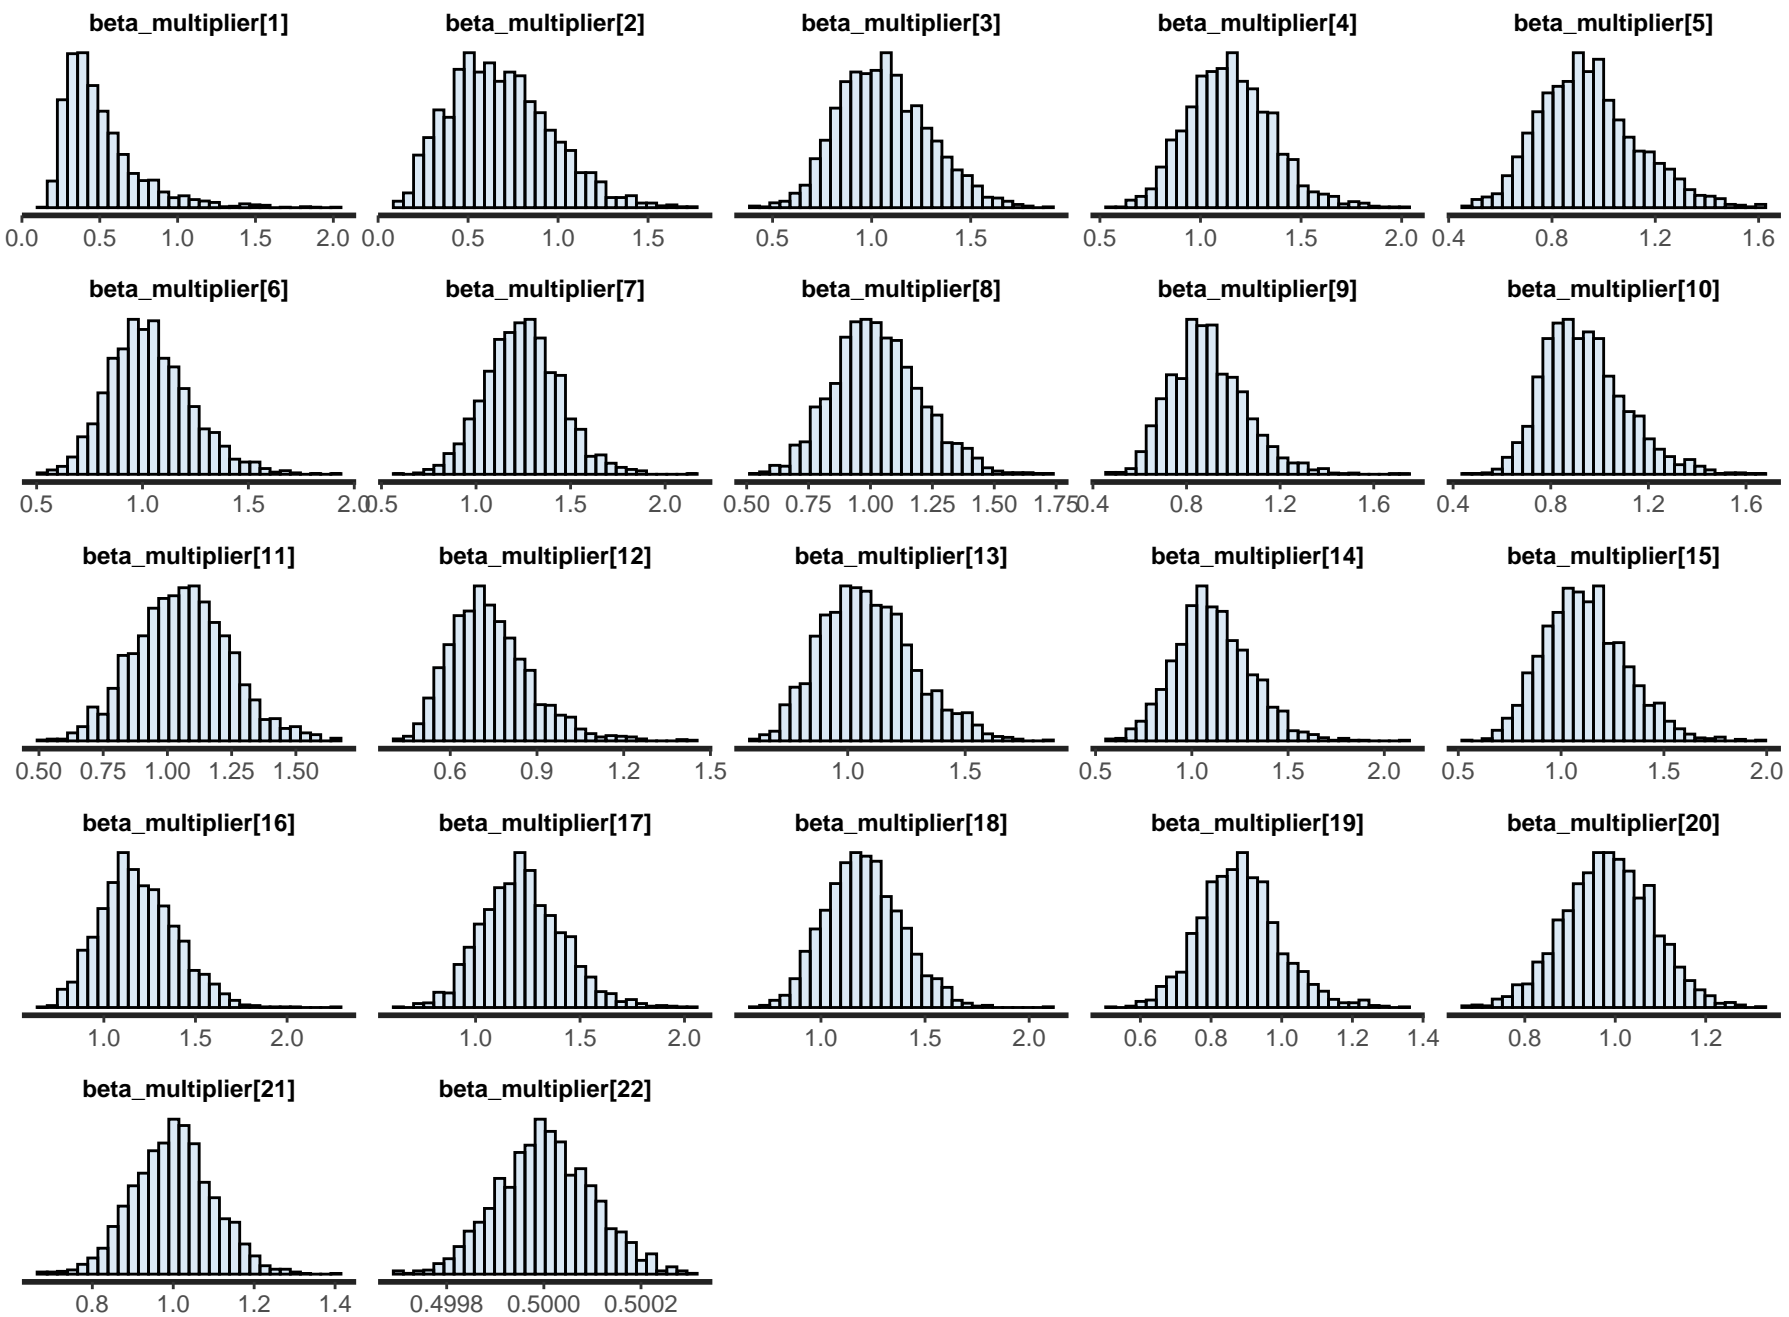 beta_multiplier[1] beta_multiplier[2] beta_multiplier[3] beta_multiplier[4] beta_multiplier[5]
0.0 0.5 1.0 1.5 2.0 0.0 0.5 1.0 1.5 0.5 1.0 1.5 0.5 1.0 1.5 2.0 0.4 0.8 1.2 1.6
beta_multiplier[6] beta_multiplier[7] beta_multiplier[8] beta_multiplier[9] beta_multiplier[10]
0.5 1.0 1.5 2.0 0.5 1.0 1.5 2.0 0.50 0.75 1.00 1.25 1.50 1.75 0.4 0.8 1.2 1.6 0.4 0.8 1.2 1.6
beta_multiplier[11] beta_multiplier[12] beta_multiplier[13] beta_multiplier[14] beta_multiplier[15]
0.50 0.75 1.00 1.25 1.50 0.6 0.9 1.2 1.5 1.0 1.5 0.5 1.0 1.5 2.0 0.5 1.0 1.5 2.0
beta_multiplier[16] beta_multiplier[17] beta_multiplier[18] beta_multiplier[19] beta_multiplier[20]
1.0 1.5 2.0 1.0 1.5 2.0 1.0 1.5 2.0 0.6 0.8 1.0 1.2 1.4 0.8 1.0 1.2
beta_multiplier[21] beta_multiplier[22]
0.8 1.0 1.2 1.4 0.4998 0.5000 0.5002